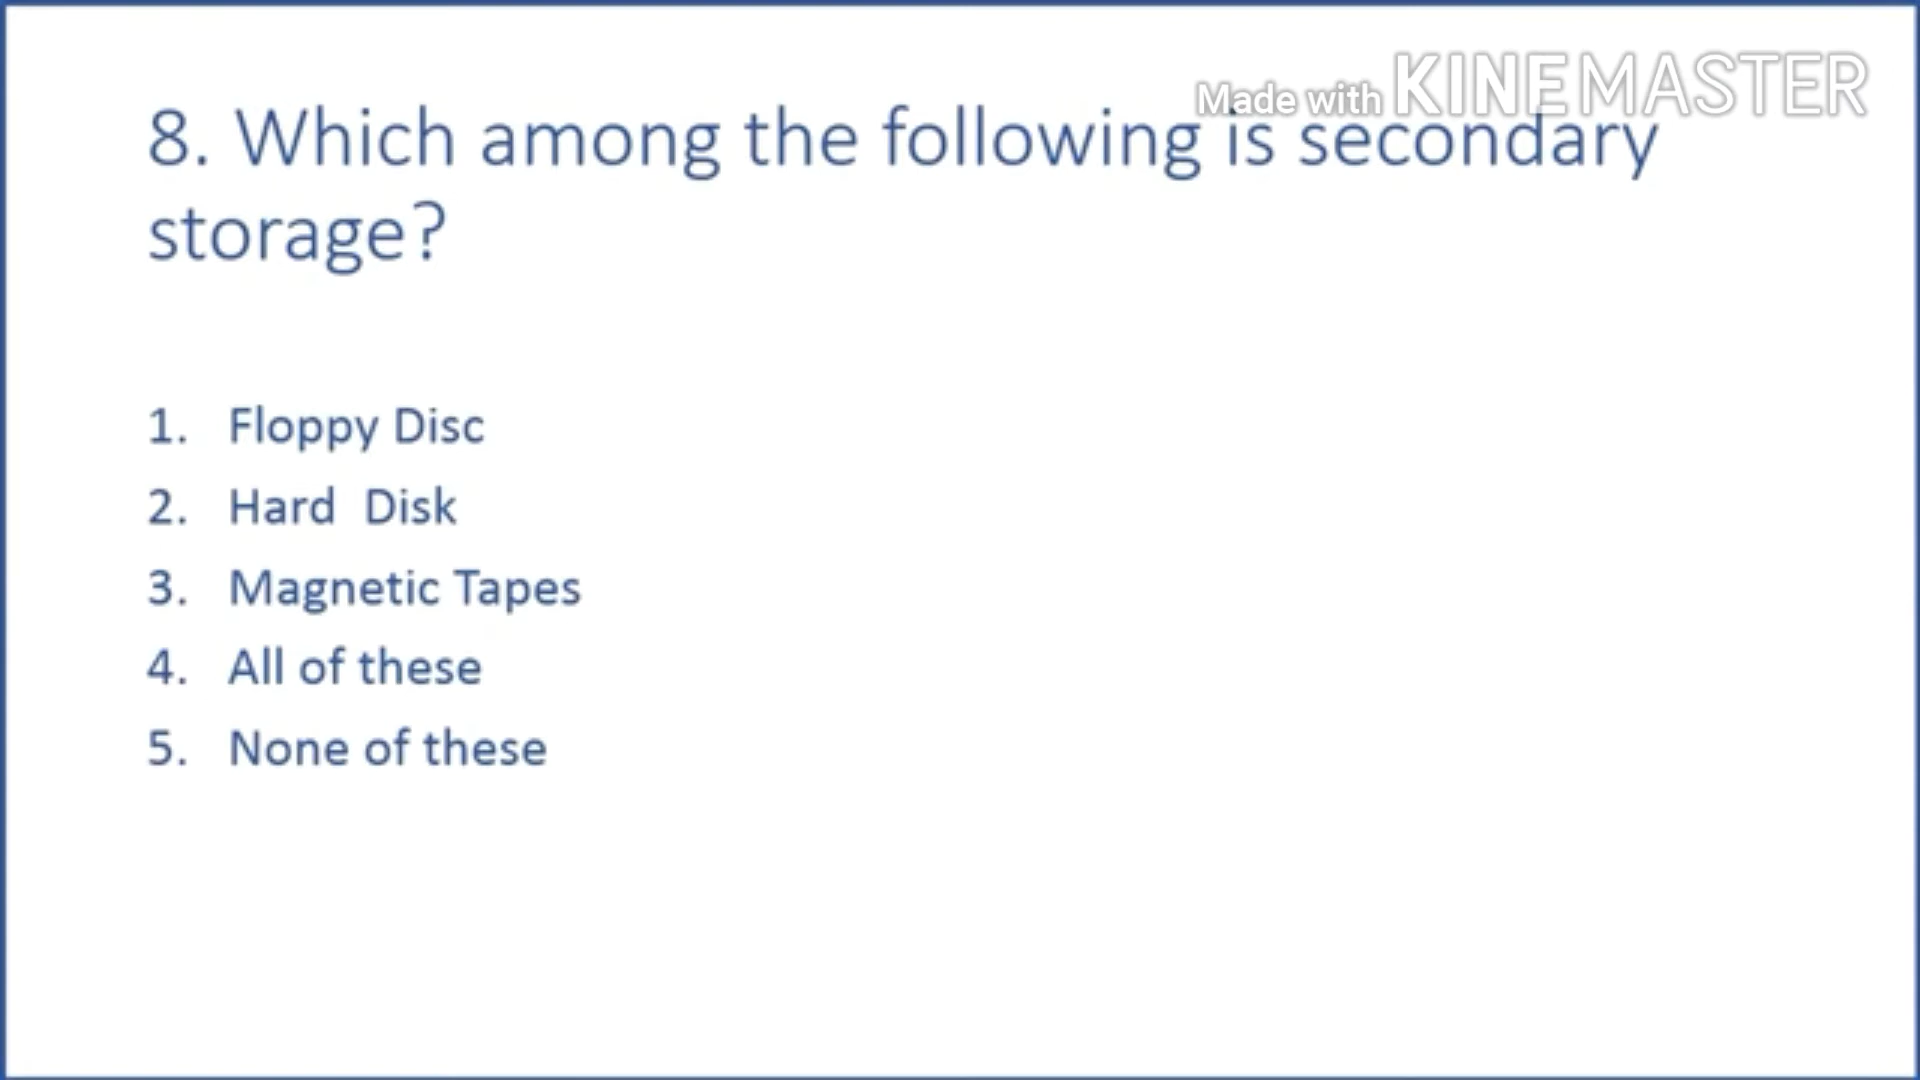 Made with KINEMASTER
8. Which among the following is secondary
storage?
1. Floppy Disc
2. Hard Disk
3. Magnetic Tapes
4. All of these
5. None of these